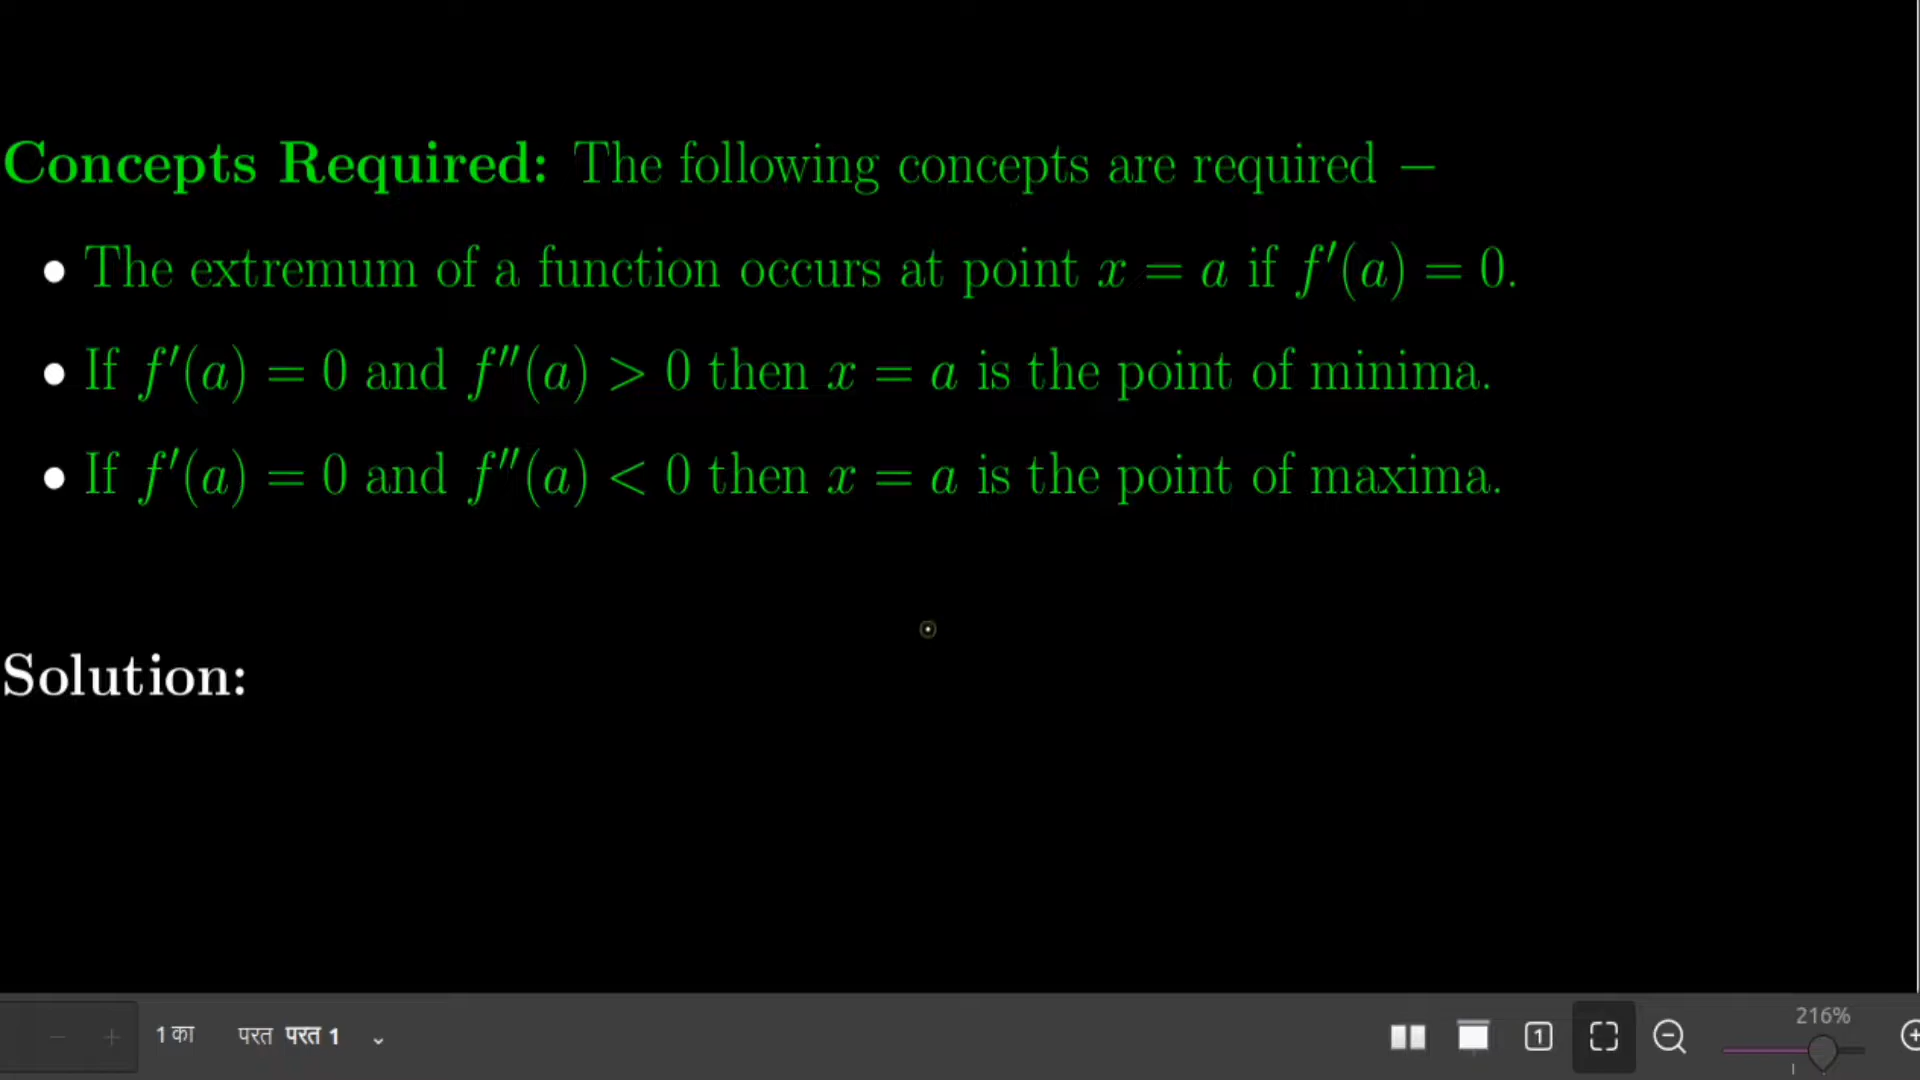 Concepts Required: The following concepts are required −
• The extremum of a function occurs at point x = a if f′(a) = 0.
• If f′(a) = 0 and f″(a) > 0 then x = a is the point of minima.
• If f′(a) = 0 and f″(a) < 0 then x = a is the point of maxima.
Solution:
1 का परत परत 1 1 216%